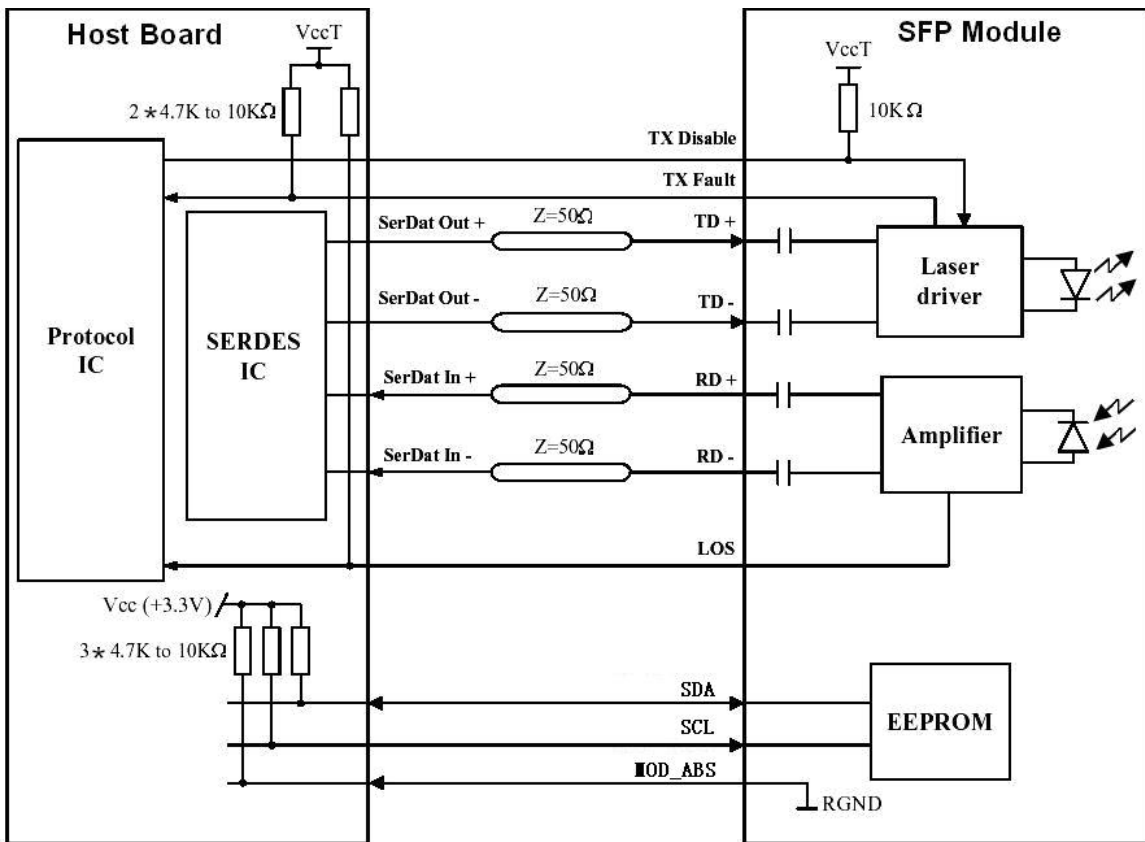 Host Board
SFP Module
VccT
VccT
2*4.7K to 10KΩ
10KΩ
TX Disable
TX Fault
SerDat Out +
Z=50Ω
TD +
Laser
driver
SerDat Out -
Z=50Ω
TD -
Protocol
IC
SERDES
IC
SerDat In +
Z=50Ω
RD +
Amplifier
SerDat In -
Z=50Ω
RD -
LOS
Vcc (+3.3V)
3*4.7K to 10KΩ
SDA
EEPROM
SCL
MOD_ABS
RGND